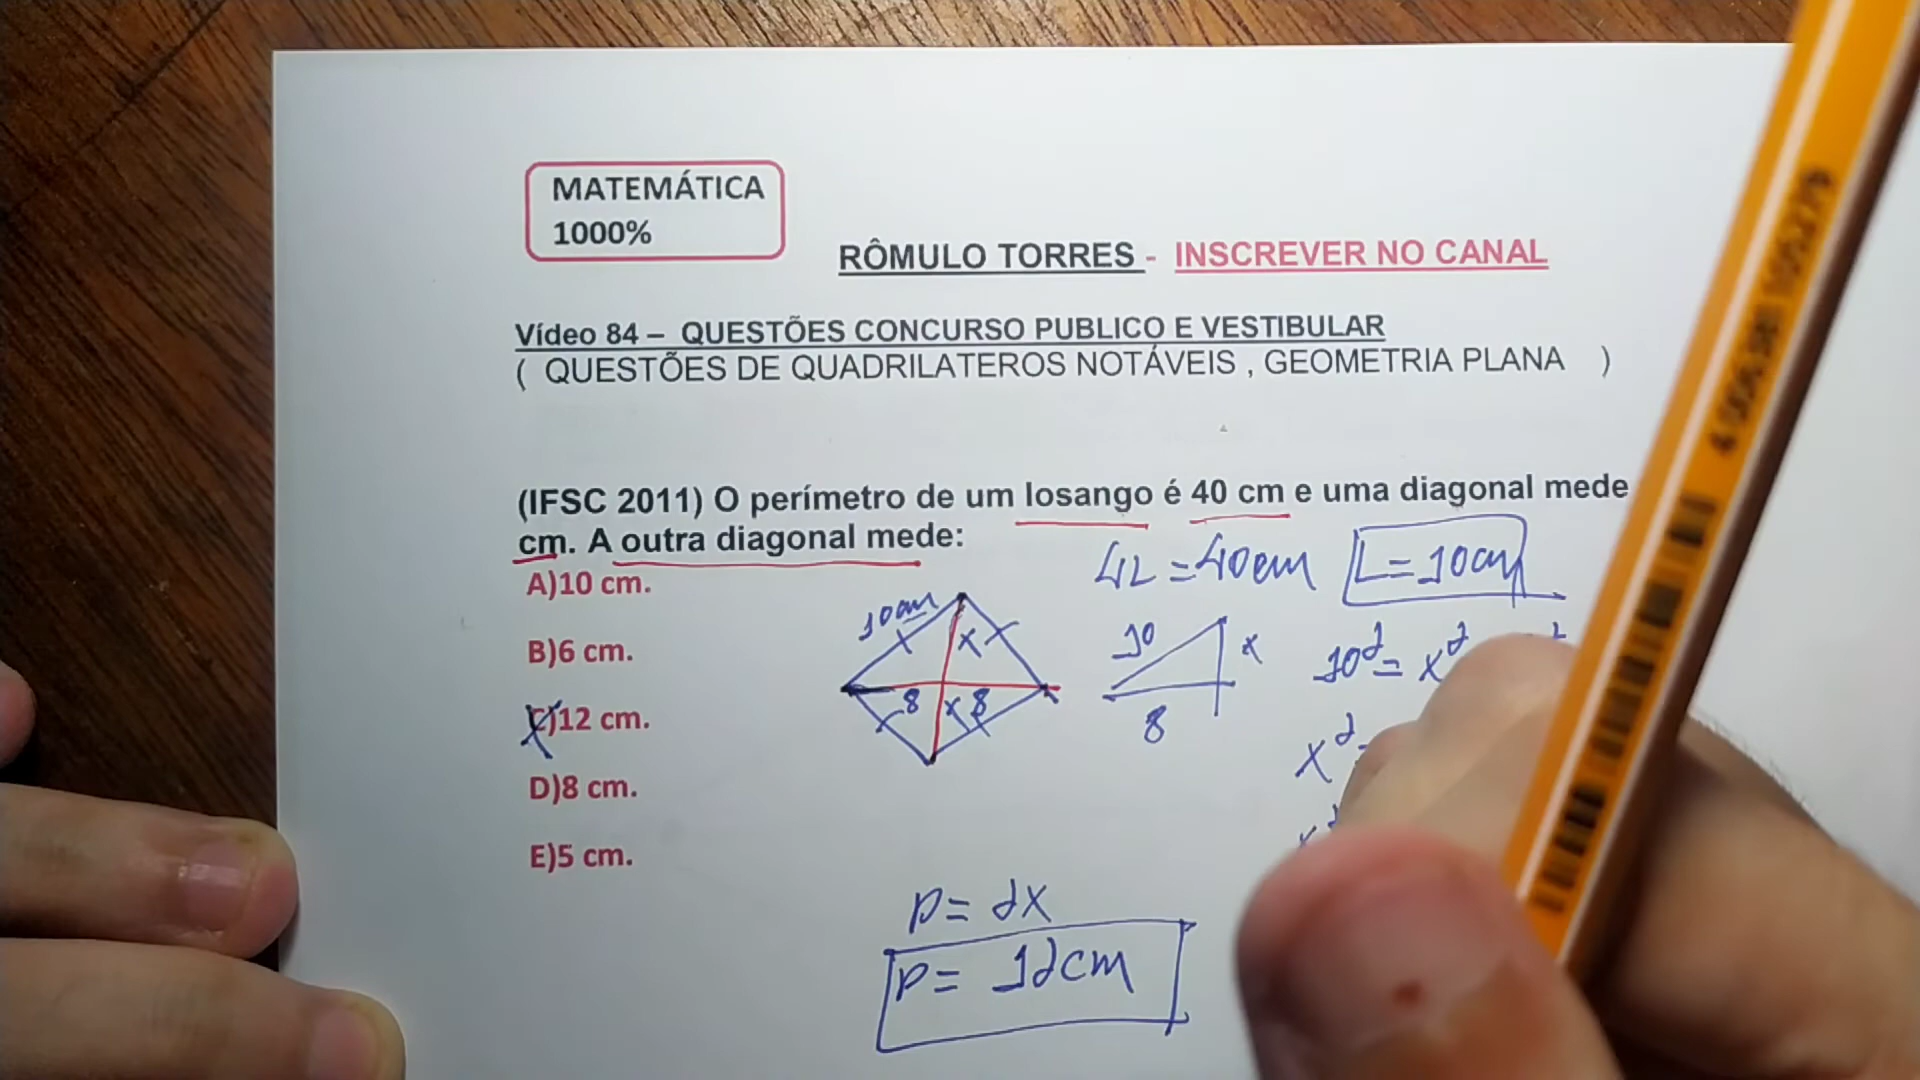 MATEMÁTICA
1000%
RÔMULO TORRES - INSCREVER NO CANAL
Vídeo 84 – QUESTÕES CONCURSO PUBLICO E VESTIBULAR
( QUESTÕES DE QUADRILATEROS NOTÁVEIS , GEOMETRIA PLANA )
(IFSC 2011) O perímetro de um losango é 40 cm e uma diagonal mede
cm. A outra diagonal mede:
4L = 40cm L = 10cm
A)10 cm.
B)6 cm.
C)12 cm.
D)8 cm.
E)5 cm.
10cm
x
8 x 8
10 x
8
10² = x²
x²
P = 2x
P = 12cm